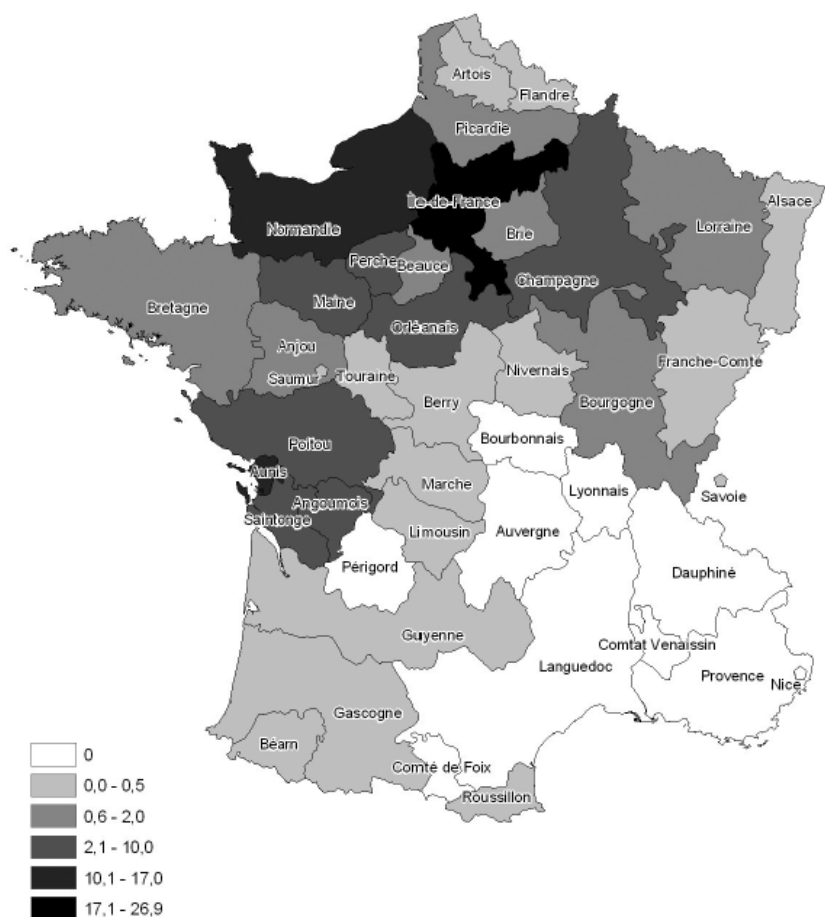 Artois
Flandre
Picardie
Île-de-France
Alsace
Normandie
Brie
Lorraine
Perche
Beauce
Champagne
Bretagne
Maine
Orléanais
Anjou
Saumur
Touraine
Nivernais
Franche-Comté
Berry
Bourgogne
Poitou
Bourbonnais
Aunis
Marche
Lyonnais
Savoie
Angoumois
Saintonge
Limousin
Auvergne
Périgord
Dauphiné
Guyenne
Comtat Venaissin
Languedoc
Provence
Nice
Gascogne
Béarn
Comté de Foix
Roussillon
0
0,0 - 0,5
0,6 - 2,0
2,1 - 10,0
10,1 - 17,0
17,1 - 26,9